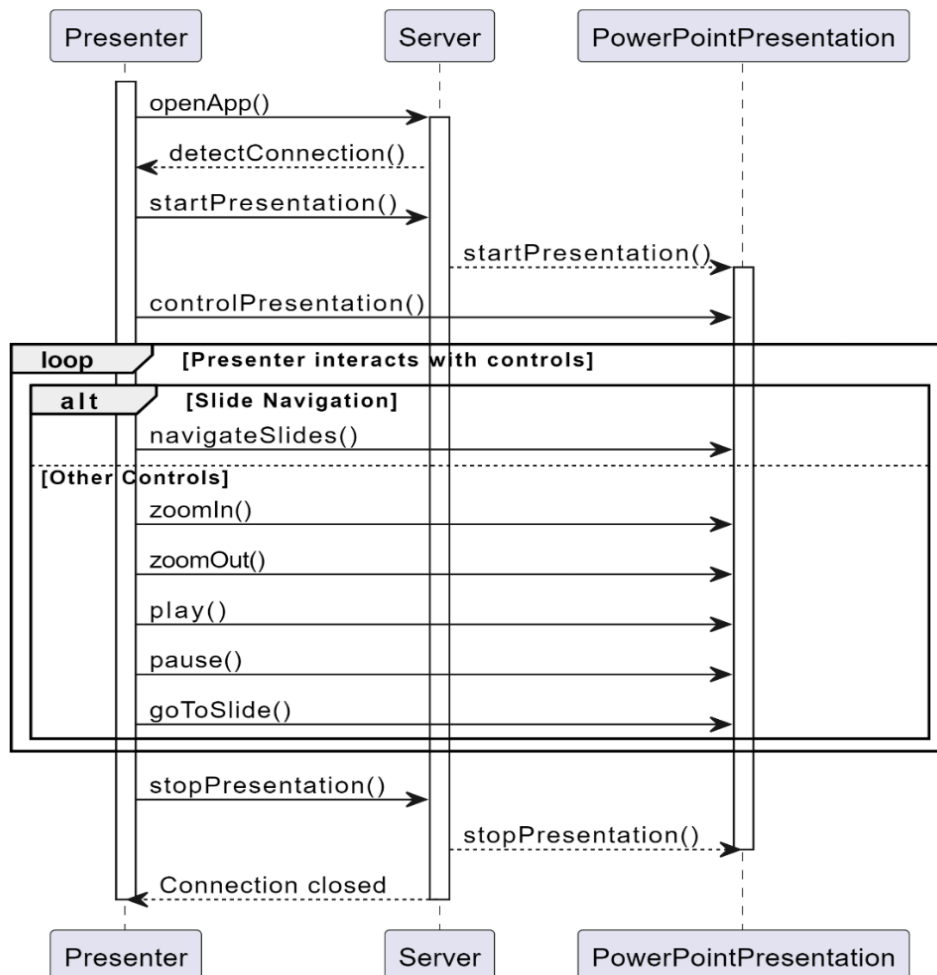 Presenter Server PowerPointPresentation
openApp()
detectConnection()
startPresentation()
startPresentation()
controlPresentation()
loop [Presenter interacts with controls]
alt [Slide Navigation]
navigateSlides()
[Other Controls]
zoomIn()
zoomOut()
play()
pause()
goToSlide()
stopPresentation()
stopPresentation()
Connection closed
Presenter Server PowerPointPresentation